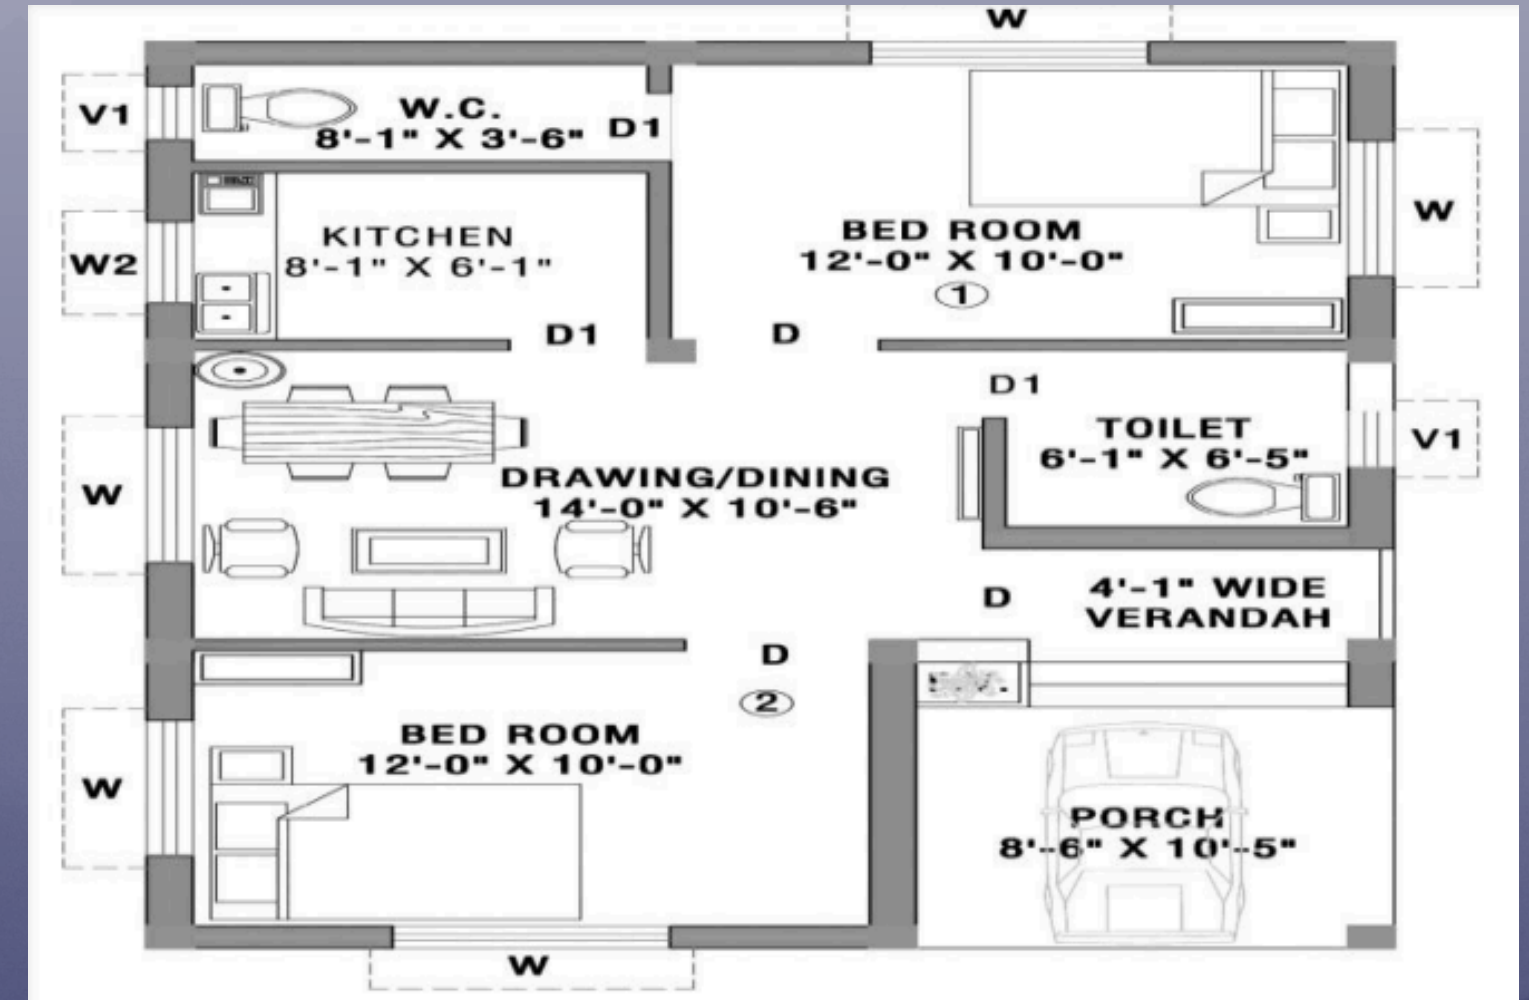 W
V1
W.C.
8'-1" X 3'-6"
D1
W
W2
KITCHEN
8'-1" X 6'-1"
BED ROOM
12'-0" X 10'-0"
1
D1
D
D1
TOILET
6'-1" X 6'-5"
V1
W
DRAWING/DINING
14'-0" X 10'-6"
D
4'-1" WIDE
VERANDAH
D
2
W
BED ROOM
12'-0" X 10'-0"
PORCH
8'-6" X 10'-5"
W